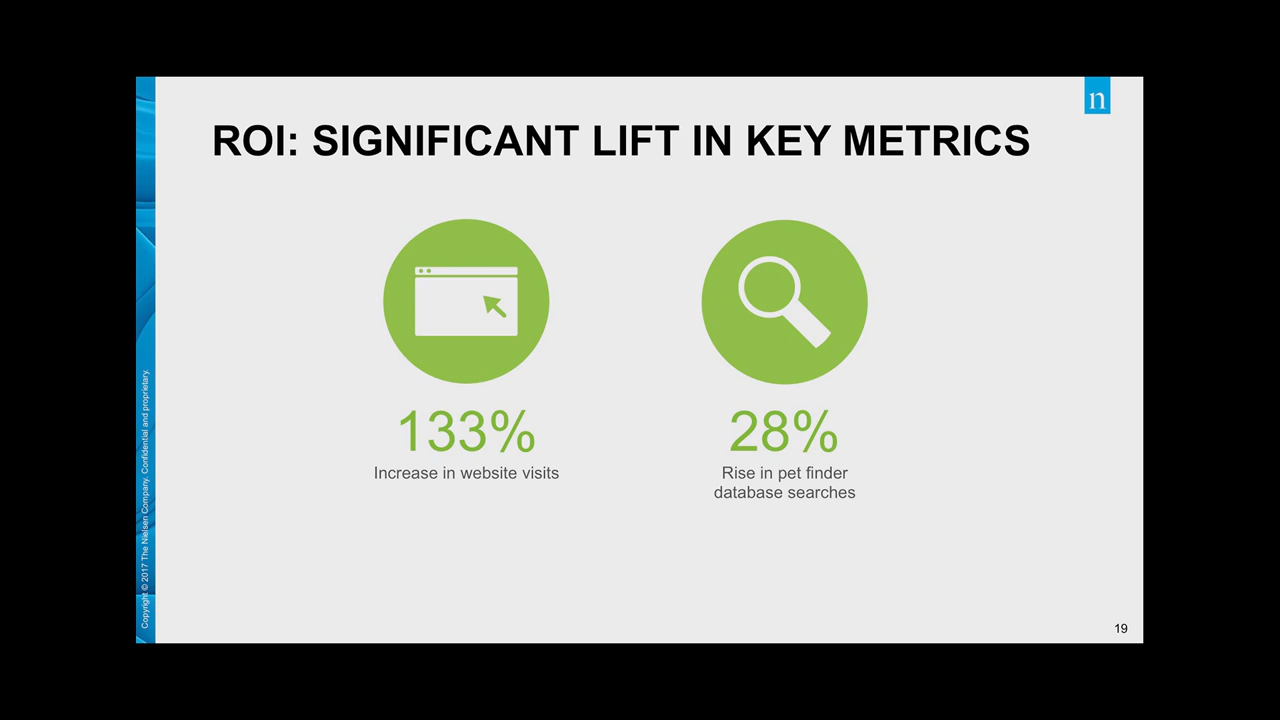 n
ROI: SIGNIFICANT LIFT IN KEY METRICS
133%
Increase in website visits
28%
Rise in pet finder
database searches
Copyright © 2017 The Nielsen Company. Confidential and proprietary.
19